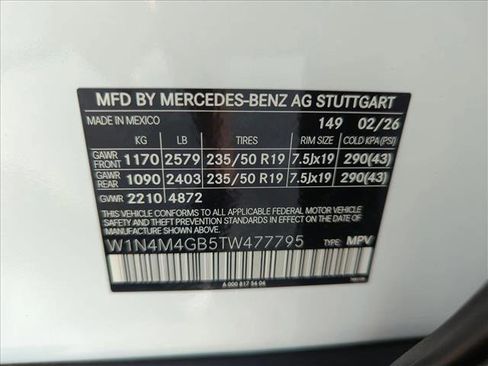 MFD BY MERCEDES-BENZ AG STUTTGART
MADE IN MEXICO 149 02/26
KG LB TIRES RIM SIZE COLD KPA(PSI)
GAWR FRONT 1170 2579 235/50 R19 7.5Jx19 290(43)
GAWR REAR 1090 2403 235/50 R19 7.5Jx19 290(43)
GVWR 2210 4872
THIS VEHICLE CONFORMS TO ALL APPLICABLE FEDERAL MOTOR VEHICLE
SAFETY AND THEFT PREVENTION STANDARDS IN EFFECT ON THE DATE OF
MANUFACTURE SHOWN ABOVE.
W1N4M4GB5TW477795 TYPE: MPV
A 000 817 54 04